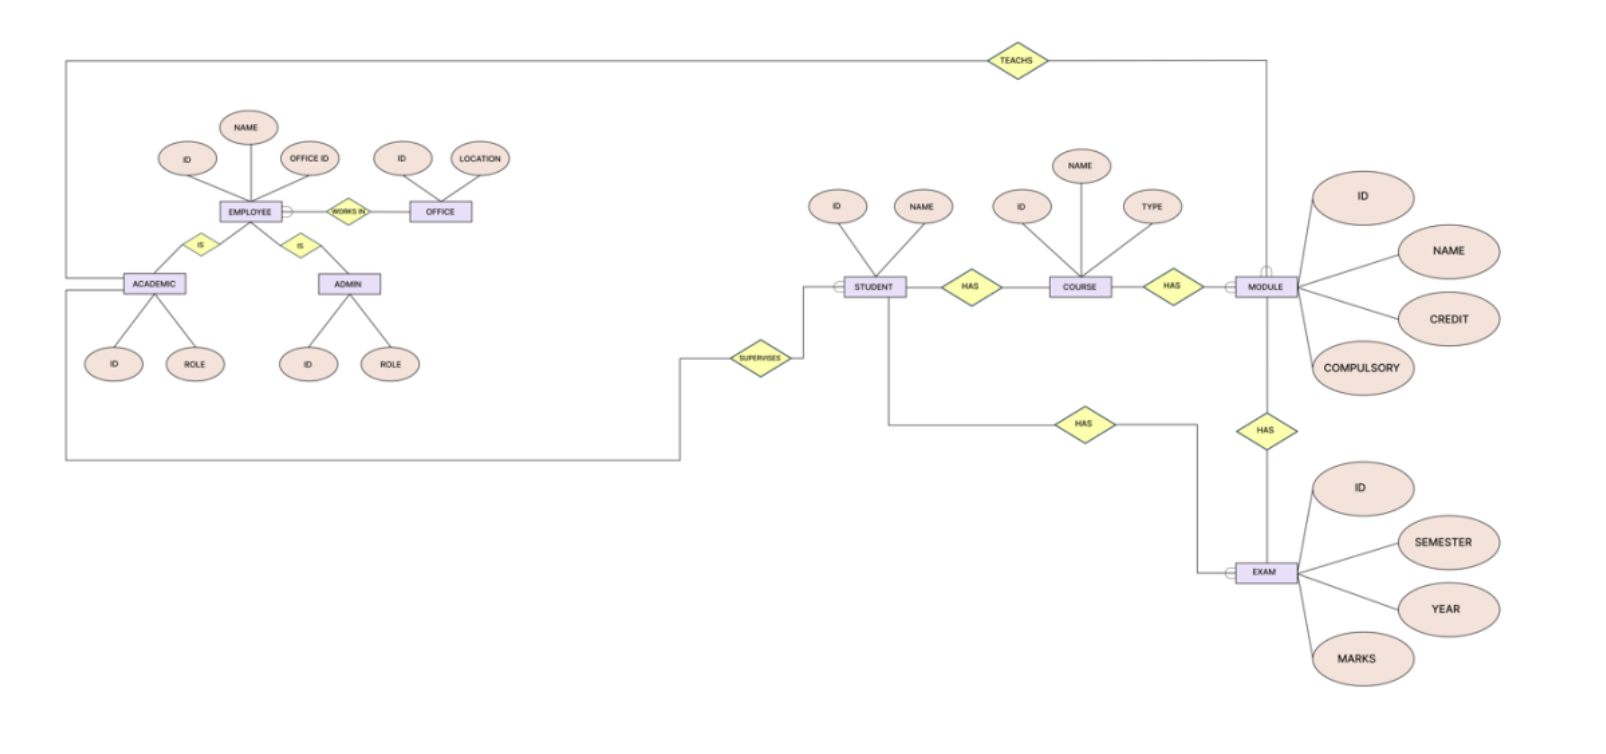 TEACHS
NAME
ID
OFFICE ID
ID
LOCATION
EMPLOYEE
WORKS IN
OFFICE
IS
IS
ACADEMIC
ADMIN
ID
ROLE
ID
ROLE
NAME
ID
NAME
ID
TYPE
STUDENT
HAS
COURSE
HAS
MODULE
ID
NAME
CREDIT
COMPULSORY
SUPERVISES
HAS
HAS
ID
SEMESTER
EXAM
YEAR
MARKS